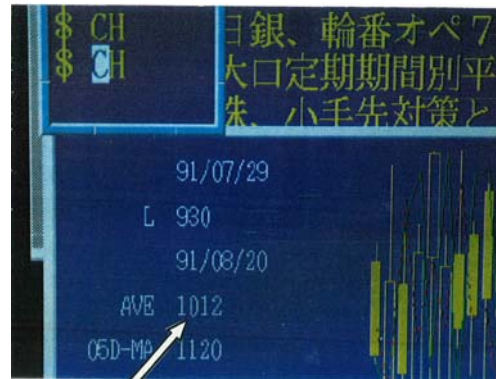 $ CH
$ CH
日銀、輪番オペ7
大口定期期間別平
株、小手先対策と
91/07/29
L 930
91/08/20
AVE 1012
05D-MA 1120